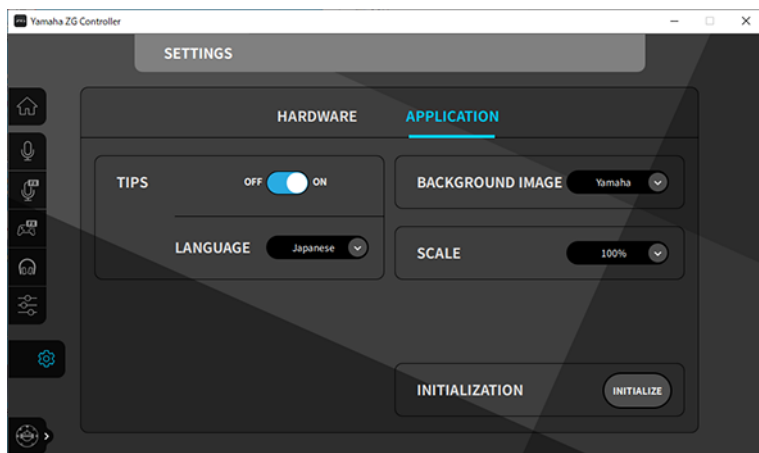 Yamaha ZG Controller
SETTINGS
HARDWARE APPLICATION
TIPS OFF ON
LANGUAGE Japanese
BACKGROUND IMAGE Yamaha
SCALE 100%
INITIALIZATION INITIALIZE